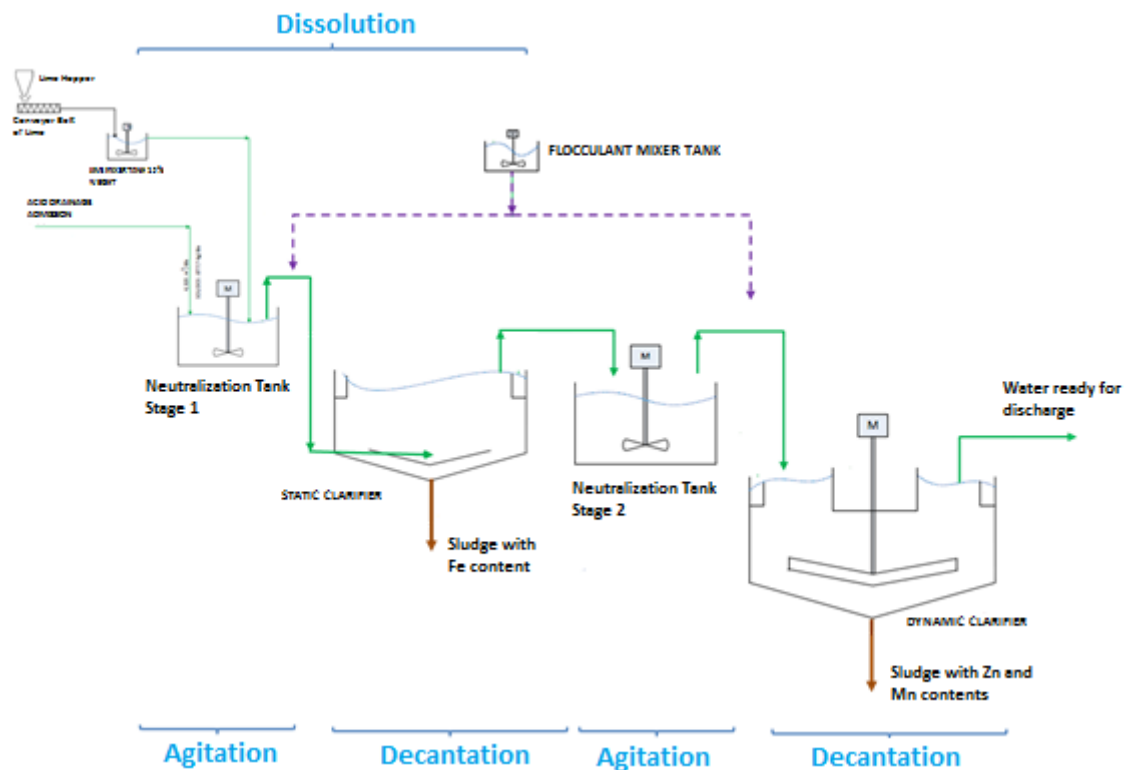 Dissolution
Lime Hopper
Conveyor Belt
of Lime
FLOCCULANT MIXER TANK
ACID DRAINAGE
ADMISSION
M
Neutralization Tank
Stage 1
M
Water ready for
discharge
M
STATIC CLARIFIER
Neutralization Tank
Stage 2
Sludge with
Fe content
DYNAMIC CLARIFIER
Sludge with Zn and
Mn contents
Agitation
Decantation
Agitation
Decantation